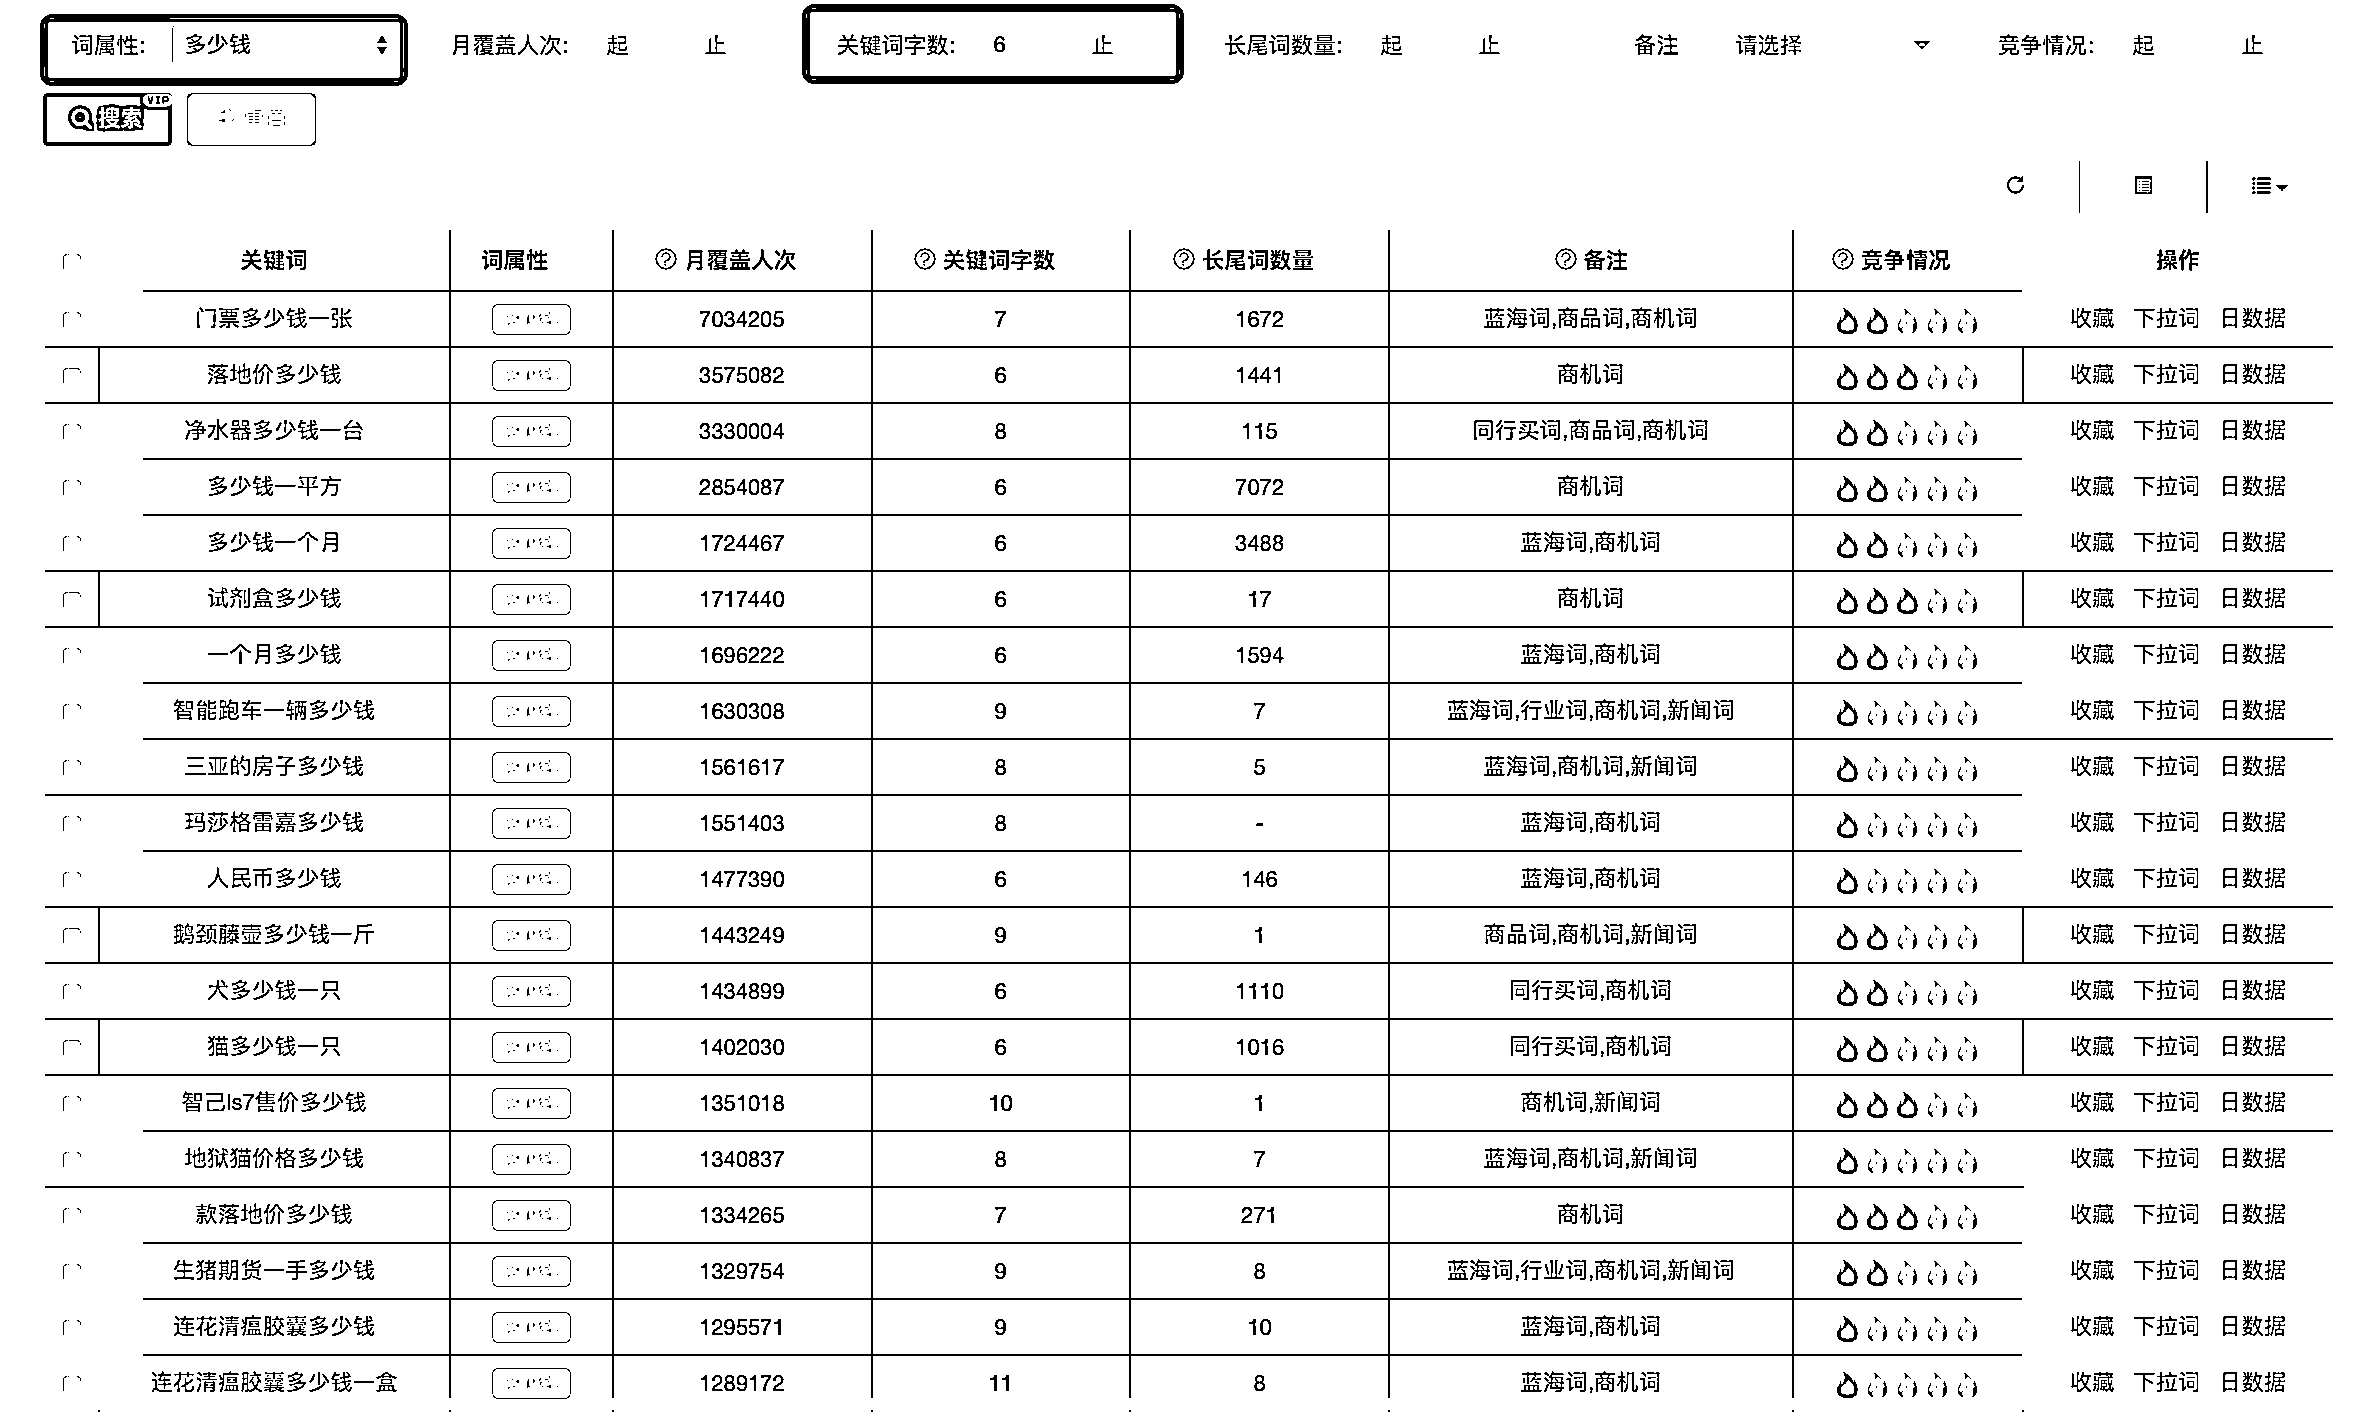 词属性: 多少钱 月覆盖人次: 起 止 关键词字数: 6 止 长尾词数量: 起 止 备注 请选择 竞争情况: 起 止
搜索 VIP
关键词 词属性 月覆盖人次 关键词字数 长尾词数量 备注 竞争情况 操作
门票多少钱一张 7034205 7 1672 蓝海词,商品词,商机词 收藏 下拉词 日数据
落地价多少钱 3575082 6 1441 商机词 收藏 下拉词 日数据
净水器多少钱一台 3330004 8 115 同行买词,商品词,商机词 收藏 下拉词 日数据
多少钱一平方 2854087 6 7072 商机词 收藏 下拉词 日数据
多少钱一个月 1724467 6 3488 蓝海词,商机词 收藏 下拉词 日数据
试剂盒多少钱 1717440 6 17 商机词 收藏 下拉词 日数据
一个月多少钱 1696222 6 1594 蓝海词,商机词 收藏 下拉词 日数据
智能跑车一辆多少钱 1630308 9 7 蓝海词,行业词,商机词,新闻词 收藏 下拉词 日数据
三亚的房子多少钱 1561617 8 5 蓝海词,商机词,新闻词 收藏 下拉词 日数据
玛莎格雷嘉多少钱 1551403 8 - 蓝海词,商机词 收藏 下拉词 日数据
人民币多少钱 1477390 6 146 蓝海词,商机词 收藏 下拉词 日数据
鹅颈藤壶多少钱一斤 1443249 9 1 商品词,商机词,新闻词 收藏 下拉词 日数据
犬多少钱一只 1434899 6 1110 同行买词,商机词 收藏 下拉词 日数据
猫多少钱一只 1402030 6 1016 同行买词,商机词 收藏 下拉词 日数据
智己ls7售价多少钱 1351018 10 1 商机词,新闻词 收藏 下拉词 日数据
地狱猫价格多少钱 1340837 8 7 蓝海词,商机词,新闻词 收藏 下拉词 日数据
款落地价多少钱 1334265 7 271 商机词 收藏 下拉词 日数据
生猪期货一手多少钱 1329754 9 8 蓝海词,行业词,商机词,新闻词 收藏 下拉词 日数据
连花清瘟胶囊多少钱 1295571 9 10 蓝海词,商机词 收藏 下拉词 日数据
连花清瘟胶囊多少钱一盒 1289172 11 8 蓝海词,商机词 收藏 下拉词 日数据